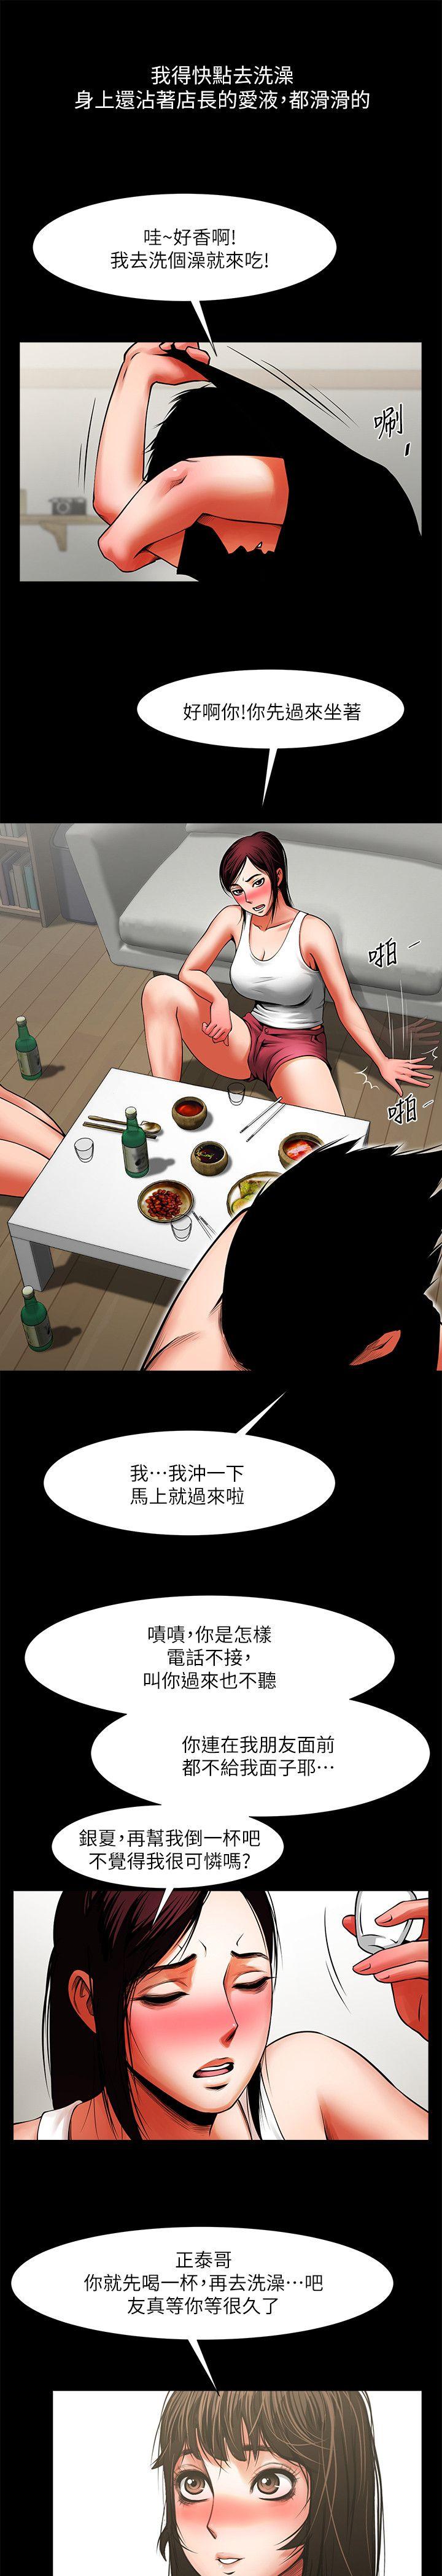 我得快點去洗澡
身上還沾著店長的愛液,都滑滑的
哇~好香啊!
我去洗個澡就來吃!
唰
好啊你!你先過來坐著
啪-
啪-
我…我沖一下
馬上就過來啦
嘖嘖,你是怎樣
電話不接,
叫你過來也不聽
你連在我朋友面前
都不給我面子耶…
銀夏,再幫我倒一杯吧
不覺得我很可憐嗎?
正泰哥
你就先喝一杯,再去洗澡…吧
友真等你等很久了